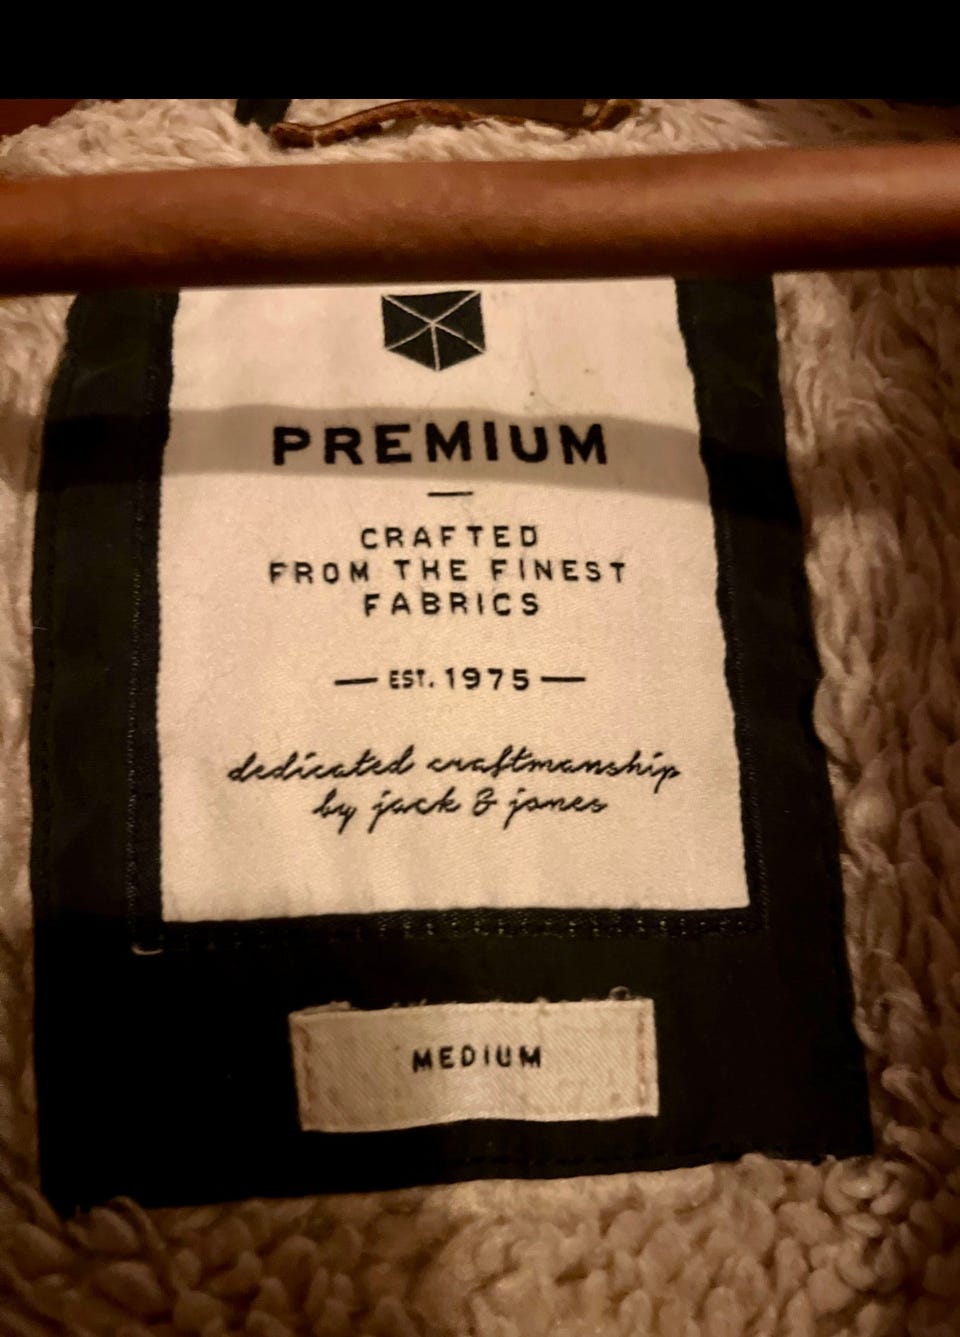 PREMIUM
CRAFTED
FROM THE FINEST
FABRICS
EST. 1975
dedicated craftmanship
by jack & jones
MEDIUM